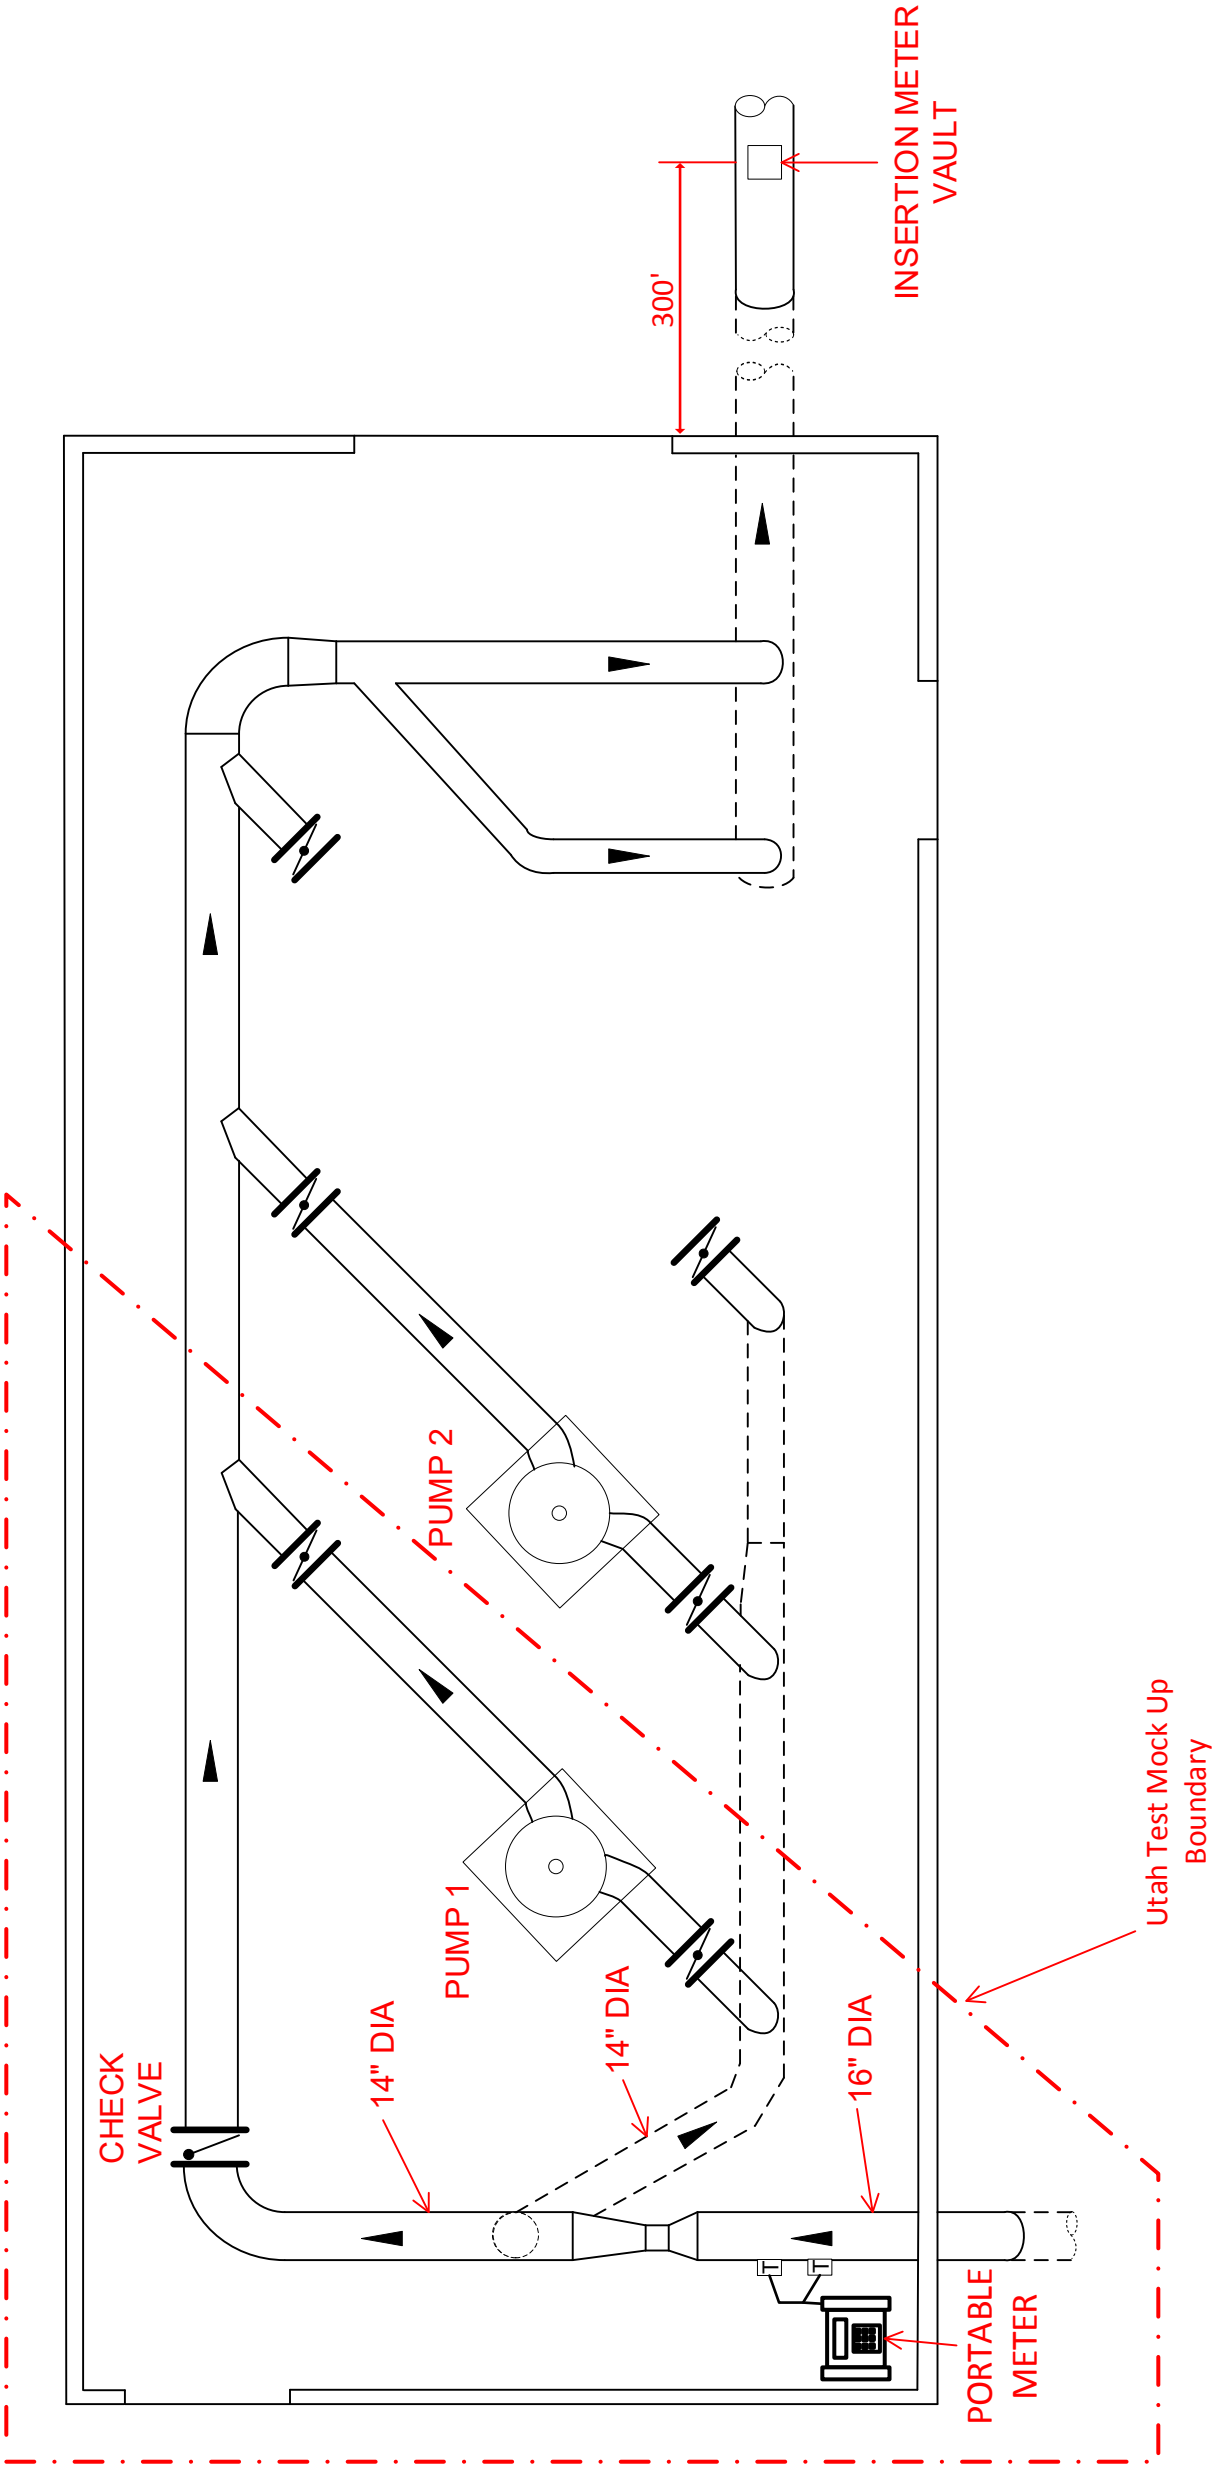 INSERTION METER
VAULT
300'
PUMP 2
PUMP 1
CHECK
VALVE
14" DIA
14" DIA
16" DIA
T
T
PORTABLE
METER
Utah Test Mock Up
Boundary